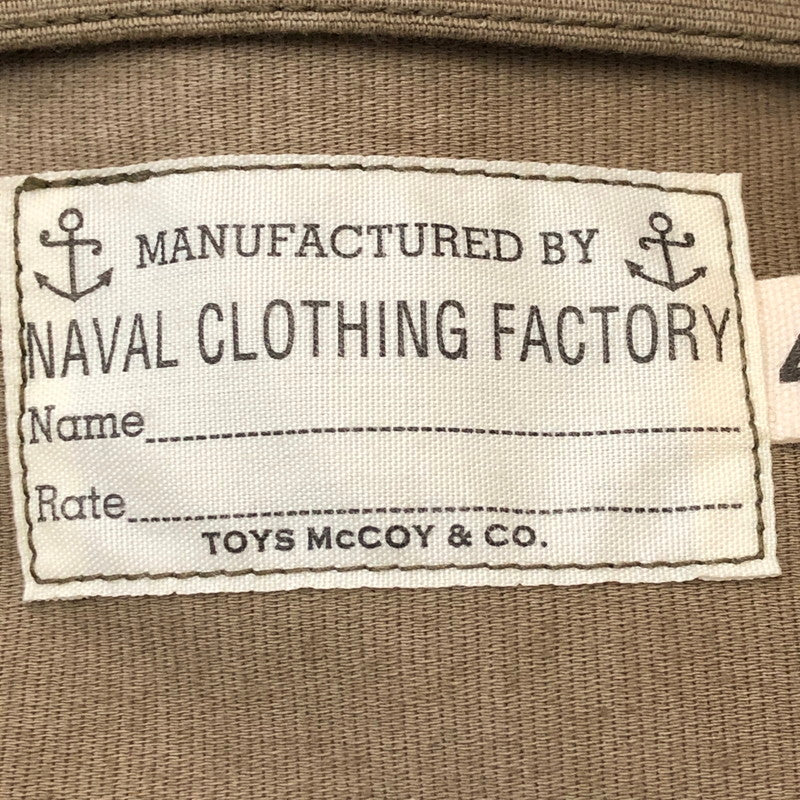 MANUFACTURED BY
NAVAL CLOTHING FACTORY
Name
Rate
TOYS McCOY & CO.